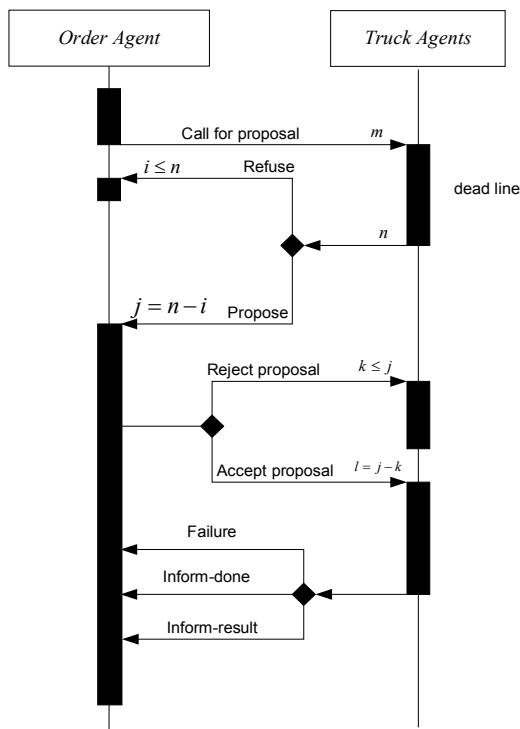 Order Agent
Truck Agents
Call for proposal
m
i ≤ n
Refuse
dead line
n
j = n − i
Propose
Reject proposal
k ≤ j
Accept proposal
l = j − k
Failure
Inform-done
Inform-result